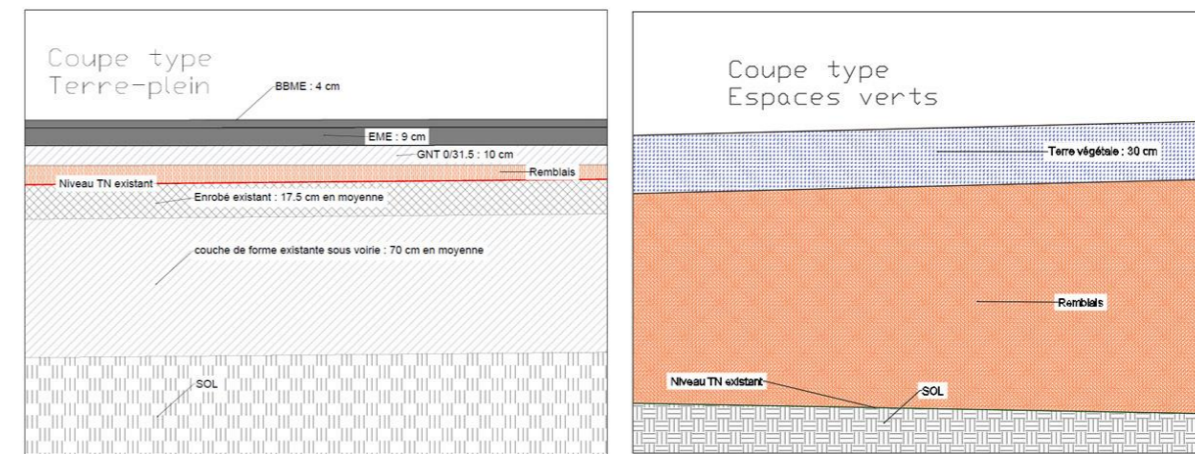 Coupe type
Terre-plein
BBME : 4 cm
EME : 9 cm
GNT 0/31.5 : 10 cm
Remblais
Niveau TN existant
Enrobé existant : 17.5 cm en moyenne
couche de forme existante sous voirie : 70 cm en moyenne
SOL
Coupe type
Espaces verts
Terre végétale : 30 cm
Remblais
Niveau TN existant
SOL